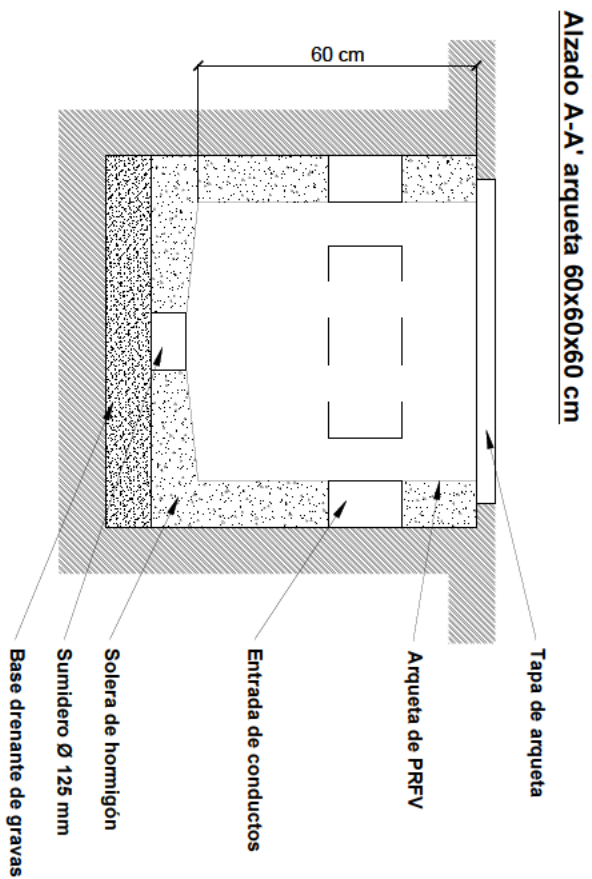 Alzado A-A' arqueta 60x60x60 cm
60 cm
Tapa de arqueta
Arqueta de PRFV
Entrada de conductos
Solera de hormigón
Sumidero Ø 125 mm
Base drenante de gravas